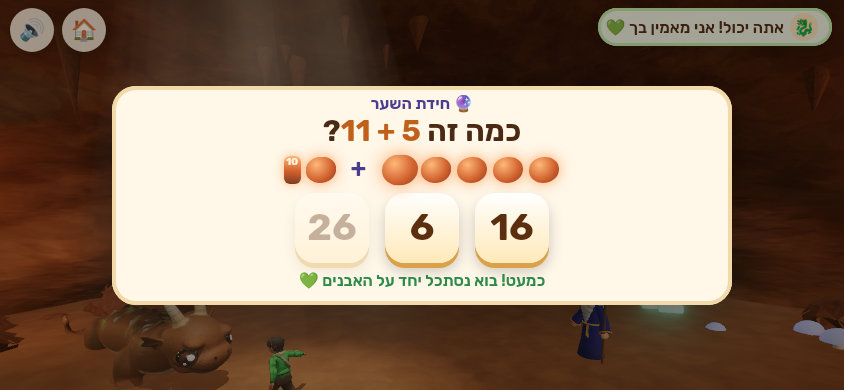 אתה יכול! אני מאמין בך 💚
🔮 חידת השער
כמה זה 5 + 11?
10 +
16 6 26
כמעט! בוא נסתכל יחד על האבנים 💚